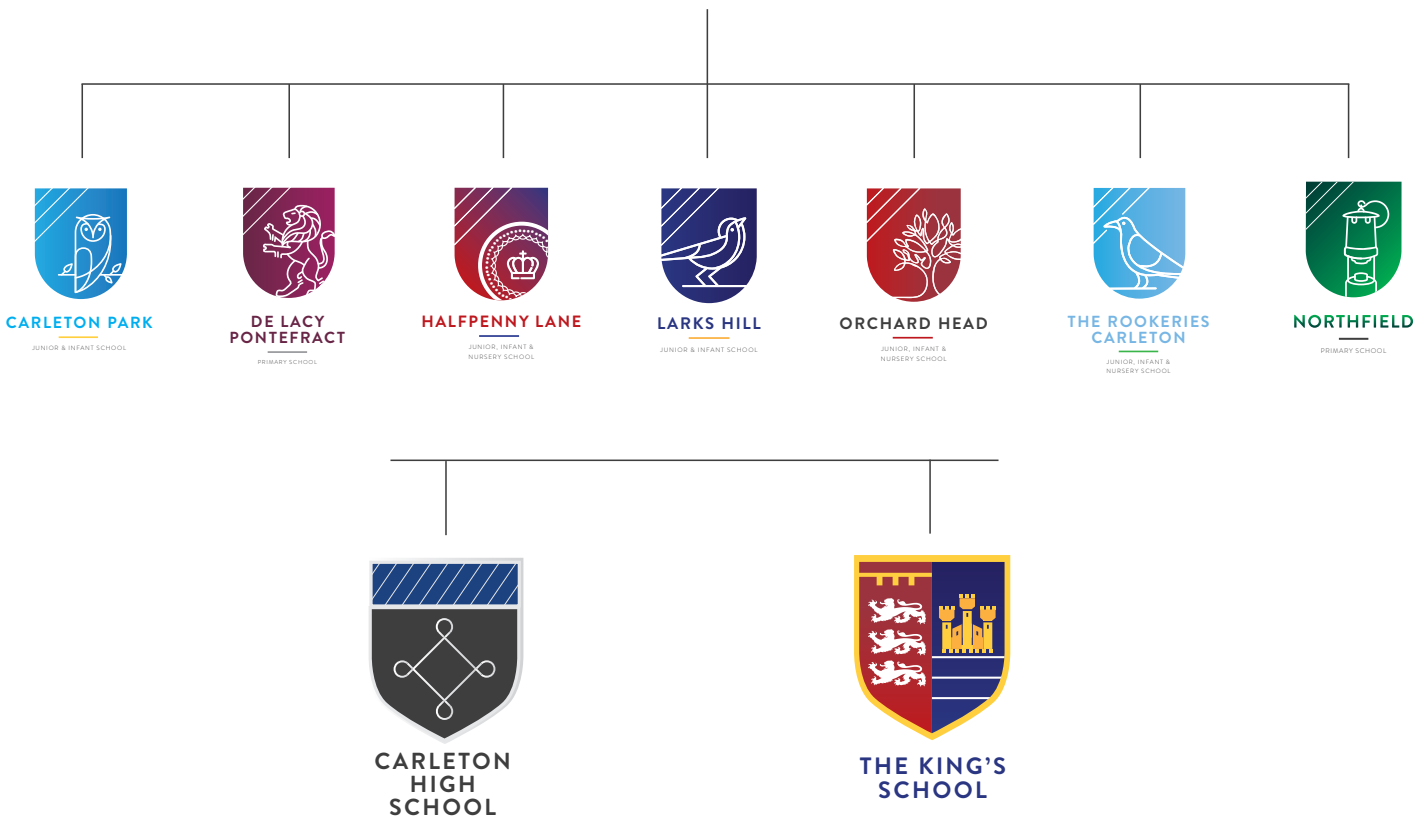 CARLETON PARK
JUNIOR & INFANT SCHOOL
DE LACY
PONTEFRACT
PRIMARY SCHOOL
HALFPENNY LANE
JUNIOR, INFANT &
NURSERY SCHOOL
LARKS HILL
JUNIOR & INFANT SCHOOL
ORCHARD HEAD
JUNIOR, INFANT &
NURSERY SCHOOL
THE ROOKERIES
CARLETON
JUNIOR, INFANT &
NURSERY SCHOOL
NORTHFIELD
PRIMARY SCHOOL
CARLETON
HIGH
SCHOOL
THE KING’S
SCHOOL